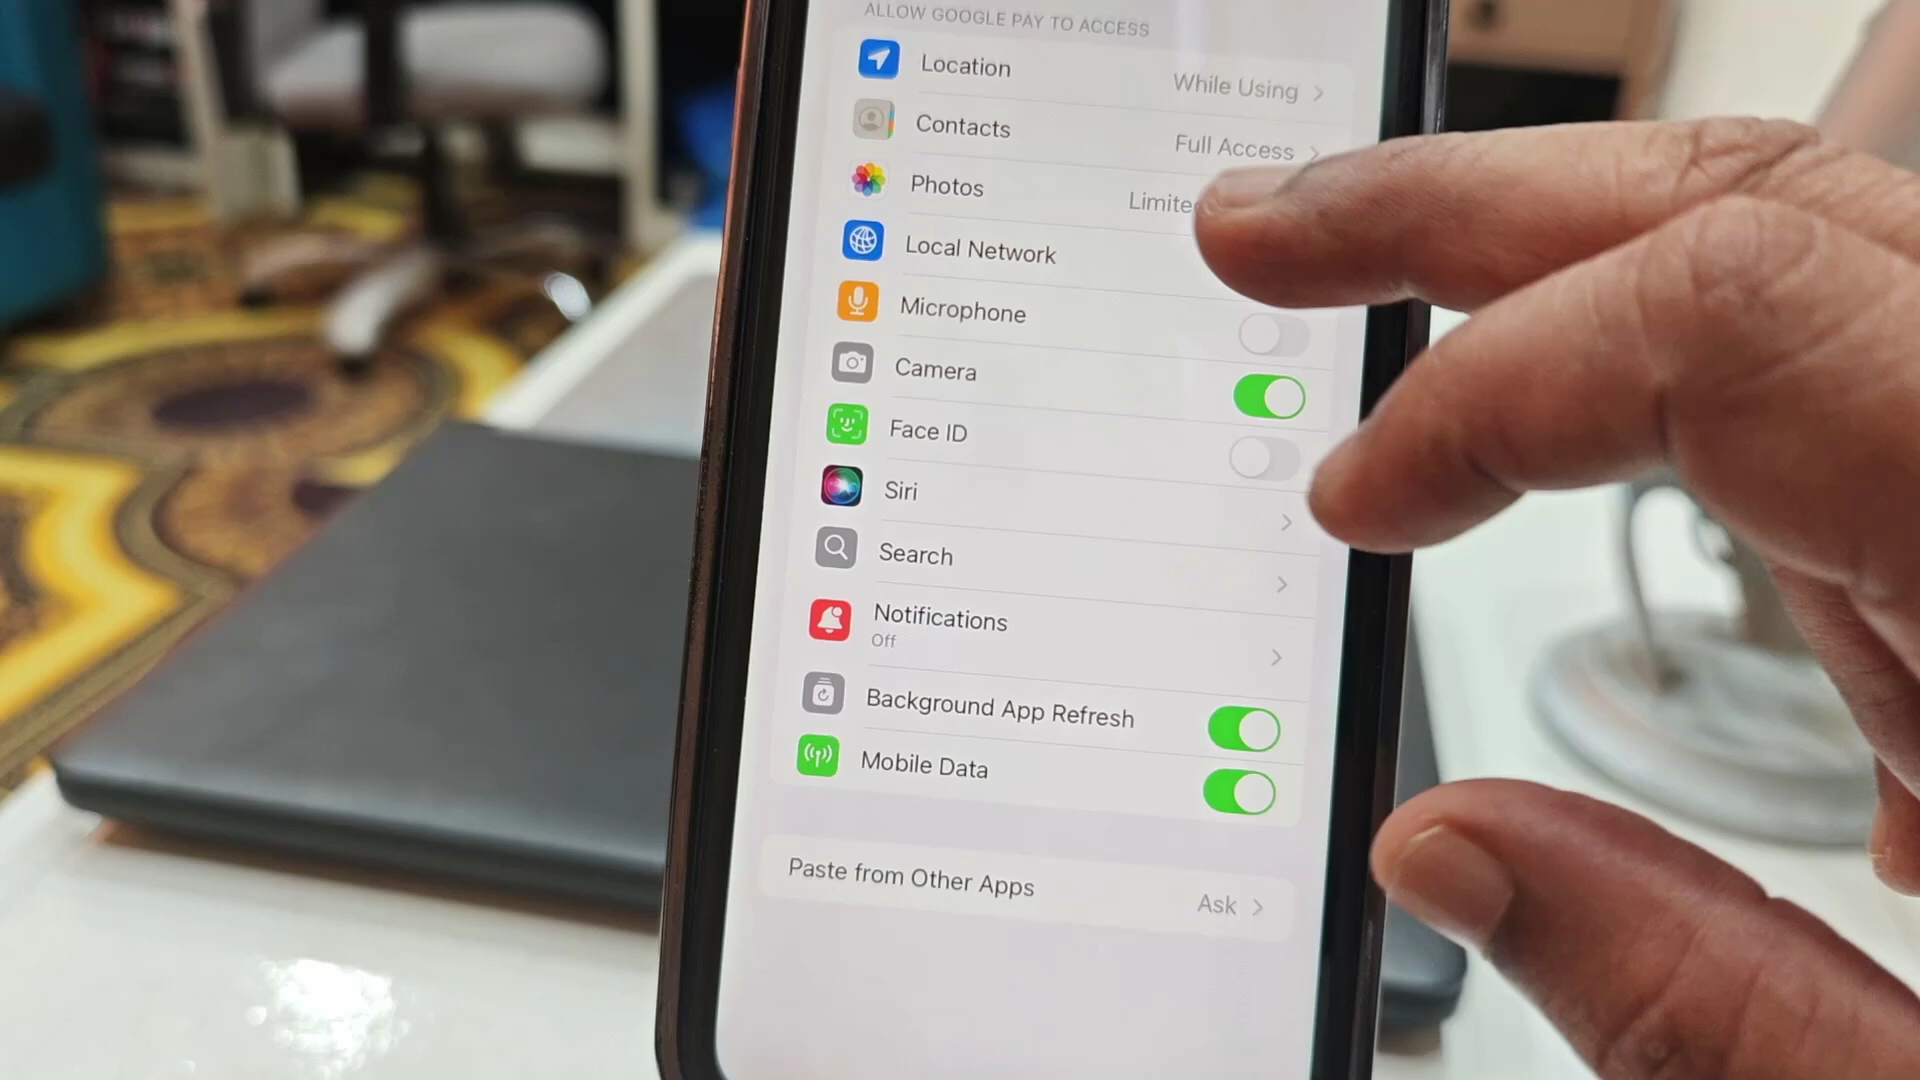 ALLOW GOOGLE PAY TO ACCESS
Location While Using
Contacts Full Access
Photos
Local Network
Microphone
Camera
Face ID
Siri
Search
Notifications
Off
Background App Refresh
Mobile Data
Paste from Other Apps Ask